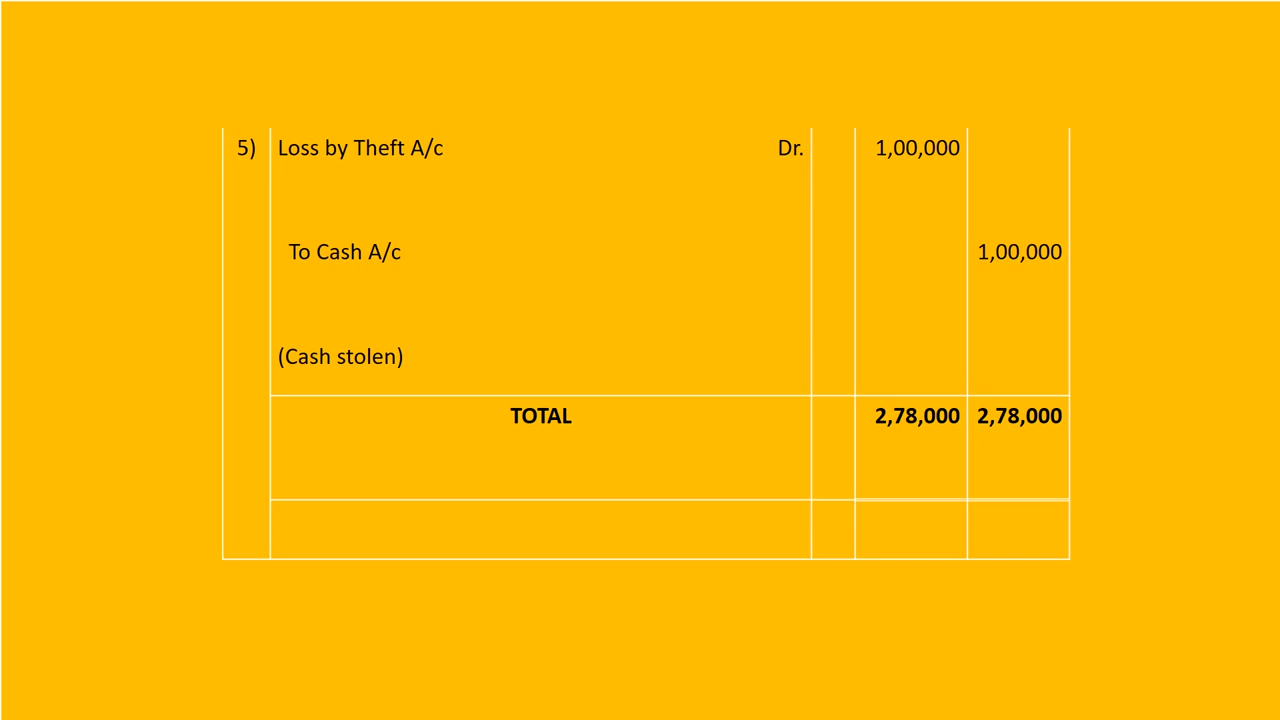 5) Loss by Theft A/c Dr. 1,00,000
To Cash A/c 1,00,000
(Cash stolen)
TOTAL 2,78,000 2,78,000